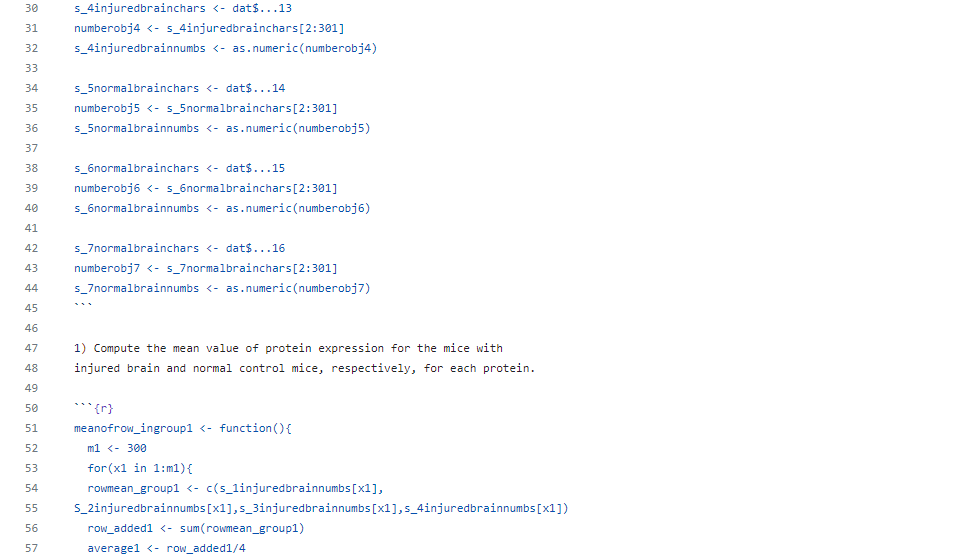 30 s_4injuredbrainchars <- dat$...13
31 numberobj4 <- s_4injuredbrainchars[2:301]
32 s_4injuredbrainnumbs <- as.numeric(numberobj4)
33
34 s_5normalbrainchars <- dat$...14
35 numberobj5 <- s_5normalbrainchars[2:301]
36 s_5normalbrainnumbs <- as.numeric(numberobj5)
37
38 s_6normalbrainchars <- dat$...15
39 numberobj6 <- s_6normalbrainchars[2:301]
40 s_6normalbrainnumbs <- as.numeric(numberobj6)
41
42 s_7normalbrainchars <- dat$...16
43 numberobj7 <- s_7normalbrainchars[2:301]
44 s_7normalbrainnumbs <- as.numeric(numberobj7)
45 ```
46
47 1) Compute the mean value of protein expression for the mice with
48 injured brain and normal control mice, respectively, for each protein.
49
50 ```{r}
51 meanofrow_ingroup1 <- function(){
52   m1 <- 300
53   for(x1 in 1:m1){
54   rowmean_group1 <- c(s_1injuredbrainnumbs[x1],
55 S_2injuredbrainnumbs[x1],s_3injuredbrainnumbs[x1],s_4injuredbrainnumbs[x1])
56   row_added1 <- sum(rowmean_group1)
57   average1 <- row_added1/4